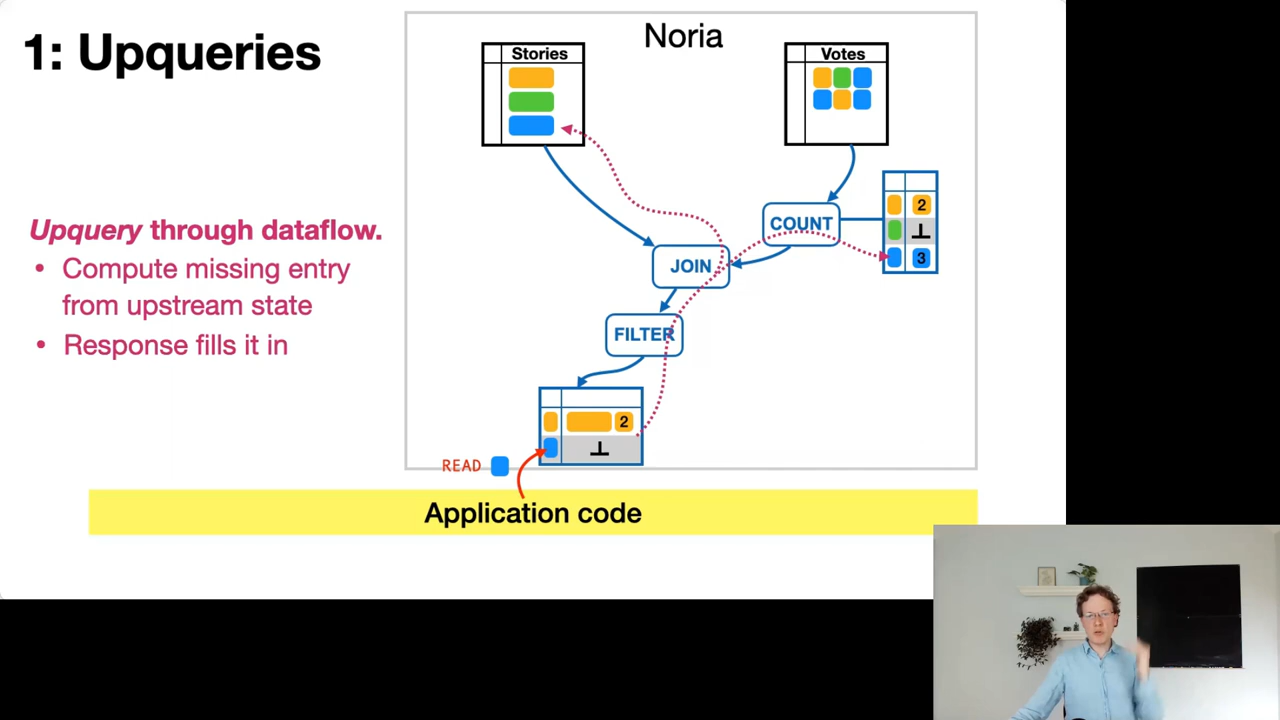 1: Upqueries
Noria
Stories
Votes
COUNT
2
⊥
3
JOIN
FILTER
Upquery through dataflow.
• Compute missing entry
from upstream state
• Response fills it in
2
⊥
READ
Application code